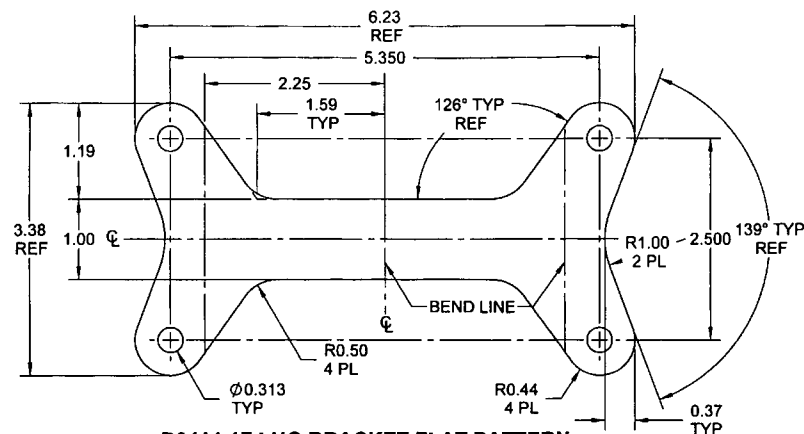 6.23
REF
5.350
2.25
1.59
TYP
126° TYP
REF
1.19
3.38
REF
1.00
℄
R1.00
2 PL
2.500
139° TYP
REF
BEND LINE
℄
R0.50
4 PL
Ø0.313
TYP
R0.44
4 PL
0.37
TYP